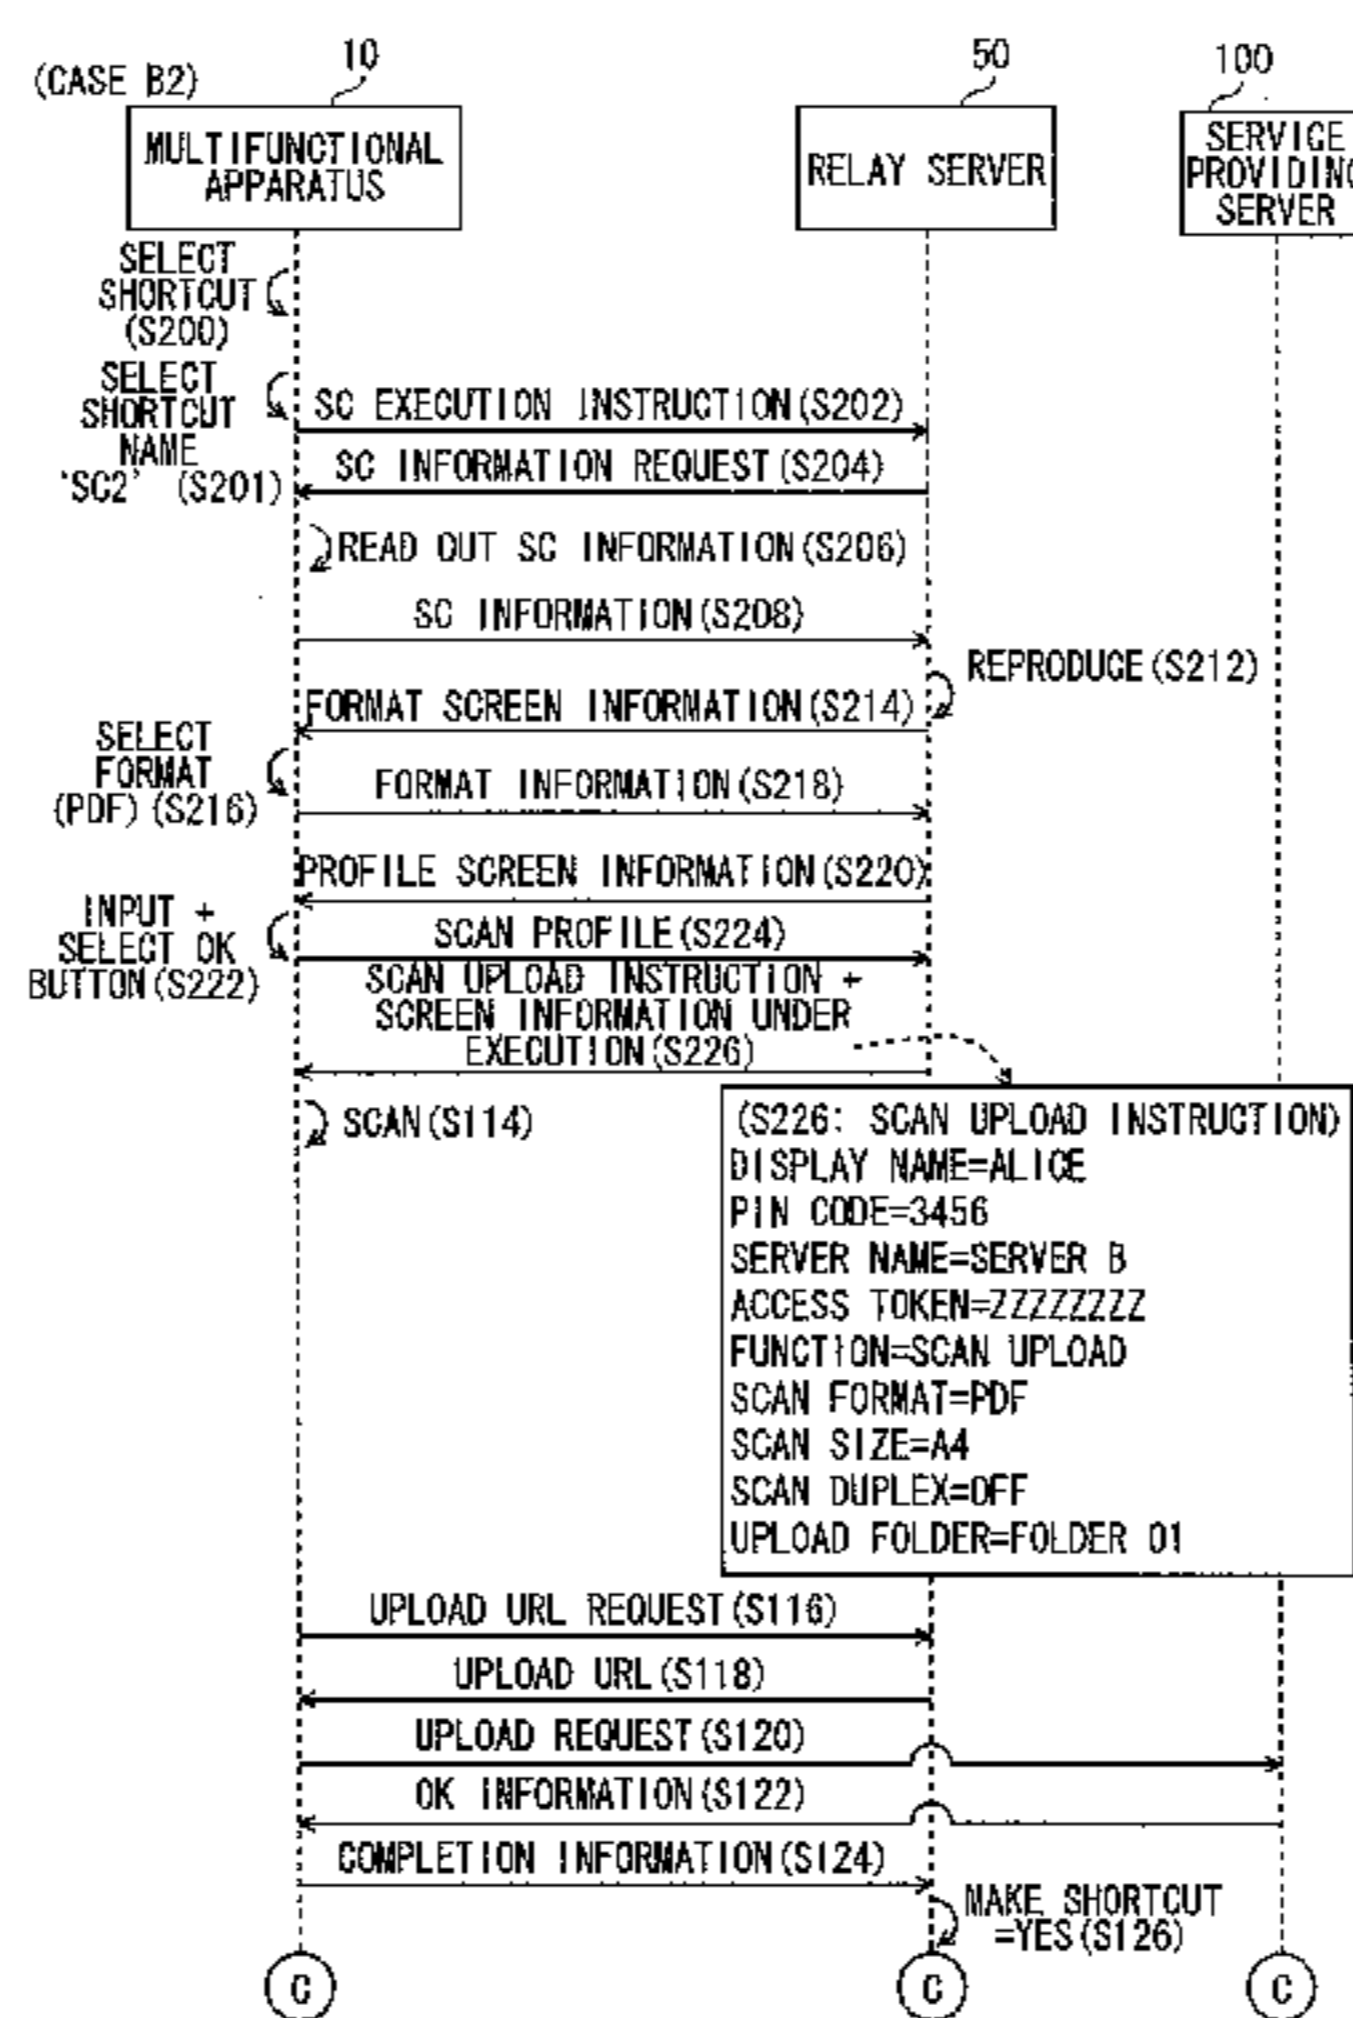 (CASE B2)
10
50
100
MULTIFUNCTIONAL
APPARATUS
RELAY SERVER
SERVICE
PROVIDING
SERVER
SELECT
SHORTCUT
(S200)
SELECT
SHORTCUT
NAME
'SC2' (S201)
SC EXECUTION INSTRUCTION(S202)
SC INFORMATION REQUEST(S204)
READ OUT SC INFORMATION(S206)
SC INFORMATION(S208)
REPRODUCE(S212)
FORMAT SCREEN INFORMATION(S214)
SELECT
FORMAT
(PDF)(S216)
FORMAT INFORMATION(S218)
PROFILE SCREEN INFORMATION(S220)
INPUT +
SELECT OK
BUTTON(S222)
SCAN PROFILE(S224)
SCAN UPLOAD INSTRUCTION +
SCREEN INFORMATION UNDER
EXECUTION(S226)
SCAN(S114)
(S226: SCAN UPLOAD INSTRUCTION)
DISPLAY NAME=ALICE
PIN CODE=3456
SERVER NAME=SERVER B
ACCESS TOKEN=ZZZZZZZZ
FUNCTION=SCAN UPLOAD
SCAN FORMAT=PDF
SCAN SIZE=A4
SCAN DUPLEX=OFF
UPLOAD FOLDER=FOLDER 01
UPLOAD URL REQUEST(S116)
UPLOAD URL(S118)
UPLOAD REQUEST(S120)
OK INFORMATION(S122)
COMPLETION INFORMATION(S124)
MAKE SHORTCUT
=YES(S126)
C
C
C